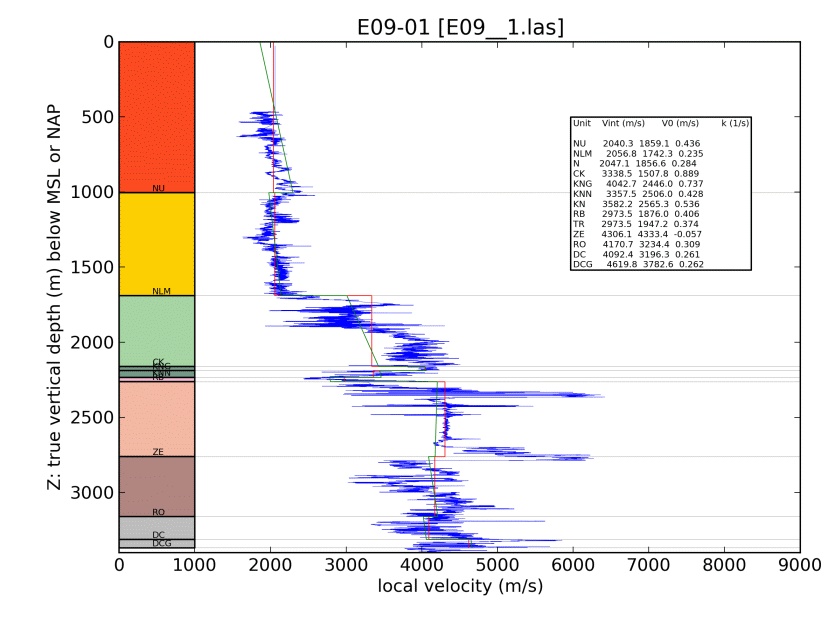 E09-01 [E09__1.las]
Z: true vertical depth (m) below MSL or NAP
0
500
1000
1500
2000
2500
3000
NU
NLM
CK
KNN
RB
ZE
RO
DC
DCG
Unit Vint (m/s) V0 (m/s) k (1/s)
NU 2040.3 1859.1 0.436
NLM 2056.8 1742.3 0.235
N 2047.1 1856.6 0.284
CK 3338.5 1507.8 0.889
KNG 4042.7 2446.0 0.737
KNN 3357.5 2506.0 0.428
KN 3582.2 2565.3 0.536
RB 2973.5 1876.0 0.406
TR 2973.5 1947.2 0.374
ZE 4306.1 4333.4 -0.057
RO 4170.7 3234.4 0.309
DC 4092.4 3196.3 0.261
DCG 4619.8 3782.6 0.262
0 1000 2000 3000 4000 5000 6000 7000 8000 9000
local velocity (m/s)